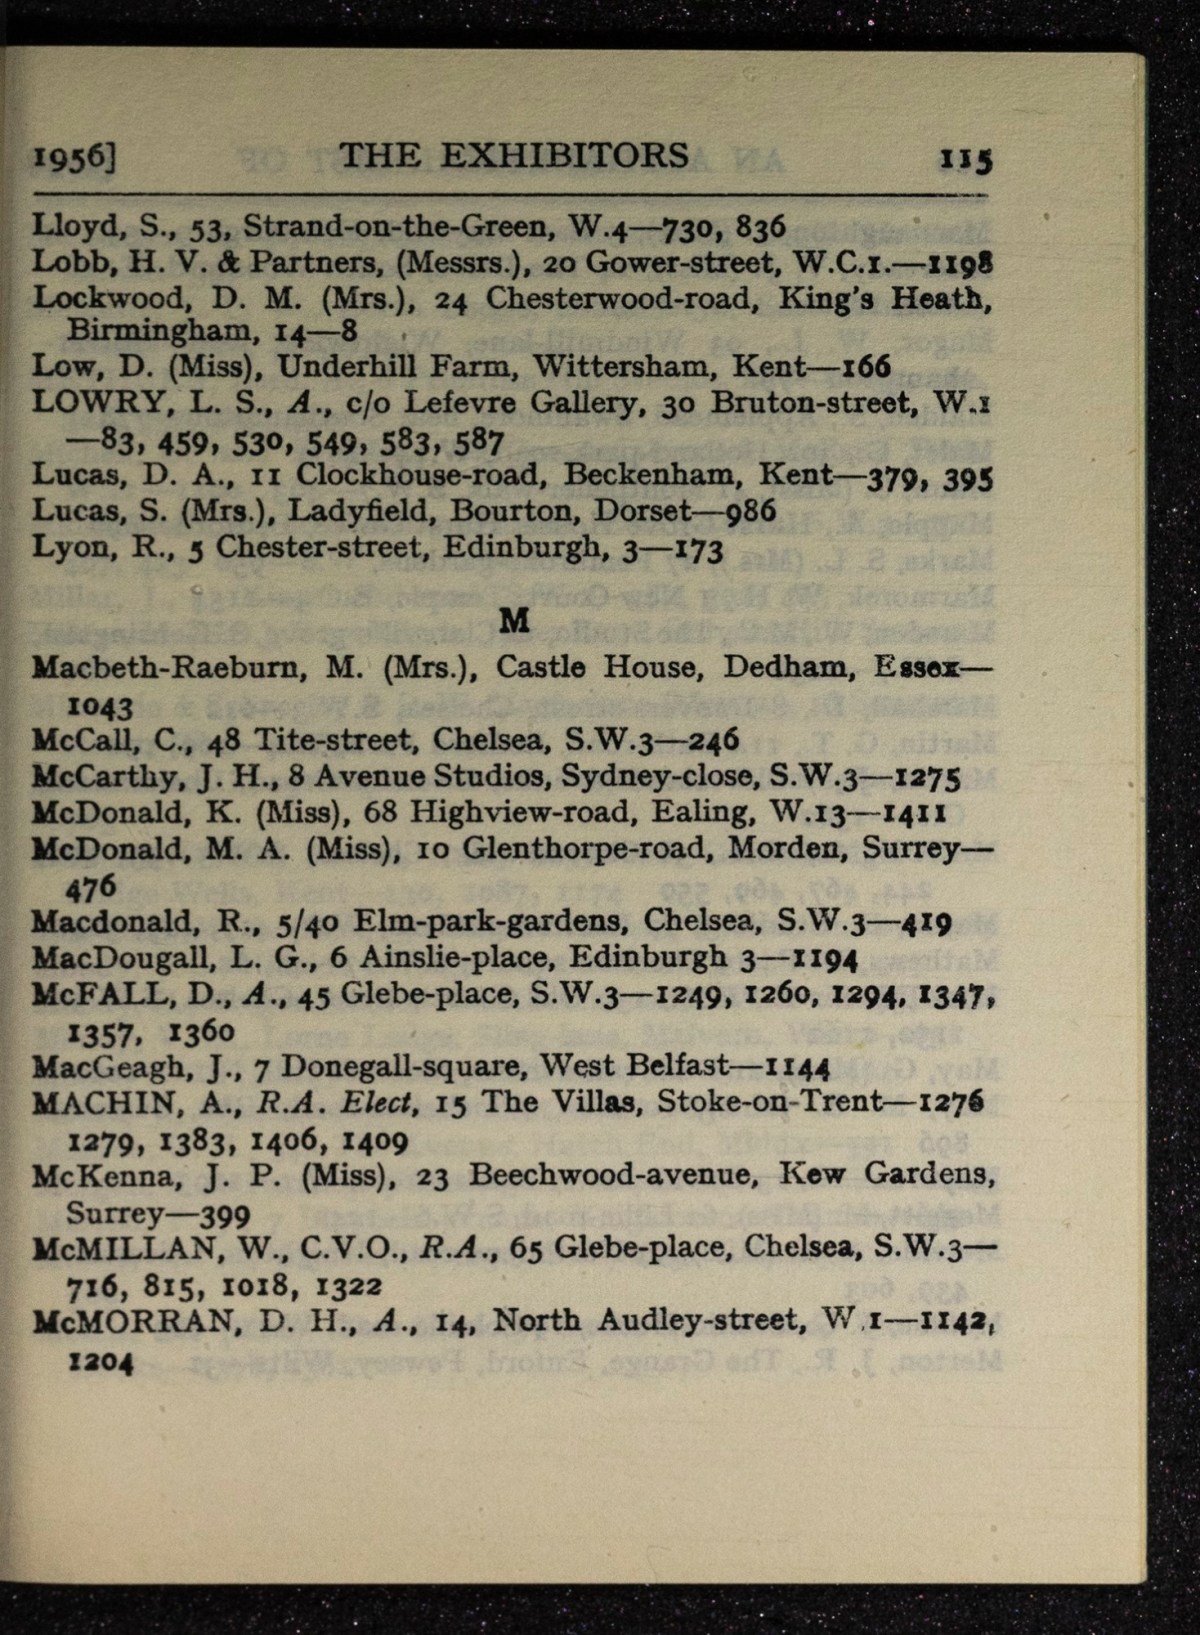 1956] THE EXHIBITORS 115
Lloyd, S., 53, Strand-on-the-Green, W.4—730, 836
Lobb, H. V. & Partners, (Messrs.), 20 Gower-street, W.C.1.—1198
Lockwood, D. M. (Mrs.), 24 Chesterwood-road, King's Heath,
Birmingham, 14—8
Low, D. (Miss), Underhill Farm, Wittersham, Kent—166
LOWRY, L. S., A., c/o Lefevre Gallery, 30 Bruton-street, W.1
—83, 459, 530, 549, 583, 587
Lucas, D. A., 11 Clockhouse-road, Beckenham, Kent—379, 395
Lucas, S. (Mrs.), Ladyfield, Bourton, Dorset—986
Lyon, R., 5 Chester-street, Edinburgh, 3—173
M
Macbeth-Raeburn, M. (Mrs.), Castle House, Dedham, Essex—
1043
McCall, C., 48 Tite-street, Chelsea, S.W.3—246
McCarthy, J. H., 8 Avenue Studios, Sydney-close, S.W.3—1275
McDonald, K. (Miss), 68 Highview-road, Ealing, W.13—1411
McDonald, M. A. (Miss), 10 Glenthorpe-road, Morden, Surrey—
476
Macdonald, R., 5/40 Elm-park-gardens, Chelsea, S.W.3—419
MacDougall, L. G., 6 Ainslie-place, Edinburgh 3—1194
McFALL, D., A., 45 Glebe-place, S.W.3—1249, 1260, 1294, 1347,
1357, 1360
MacGeagh, J., 7 Donegall-square, West Belfast—1144
MACHIN, A., R.A. Elect, 15 The Villas, Stoke-on-Trent—1276
1279, 1383, 1406, 1409
McKenna, J. P. (Miss), 23 Beechwood-avenue, Kew Gardens,
Surrey—399
McMILLAN, W., C.V.O., R.A., 65 Glebe-place, Chelsea, S.W.3—
716, 815, 1018, 1322
McMORRAN, D. H., A., 14, North Audley-street, W.1—1142,
1204